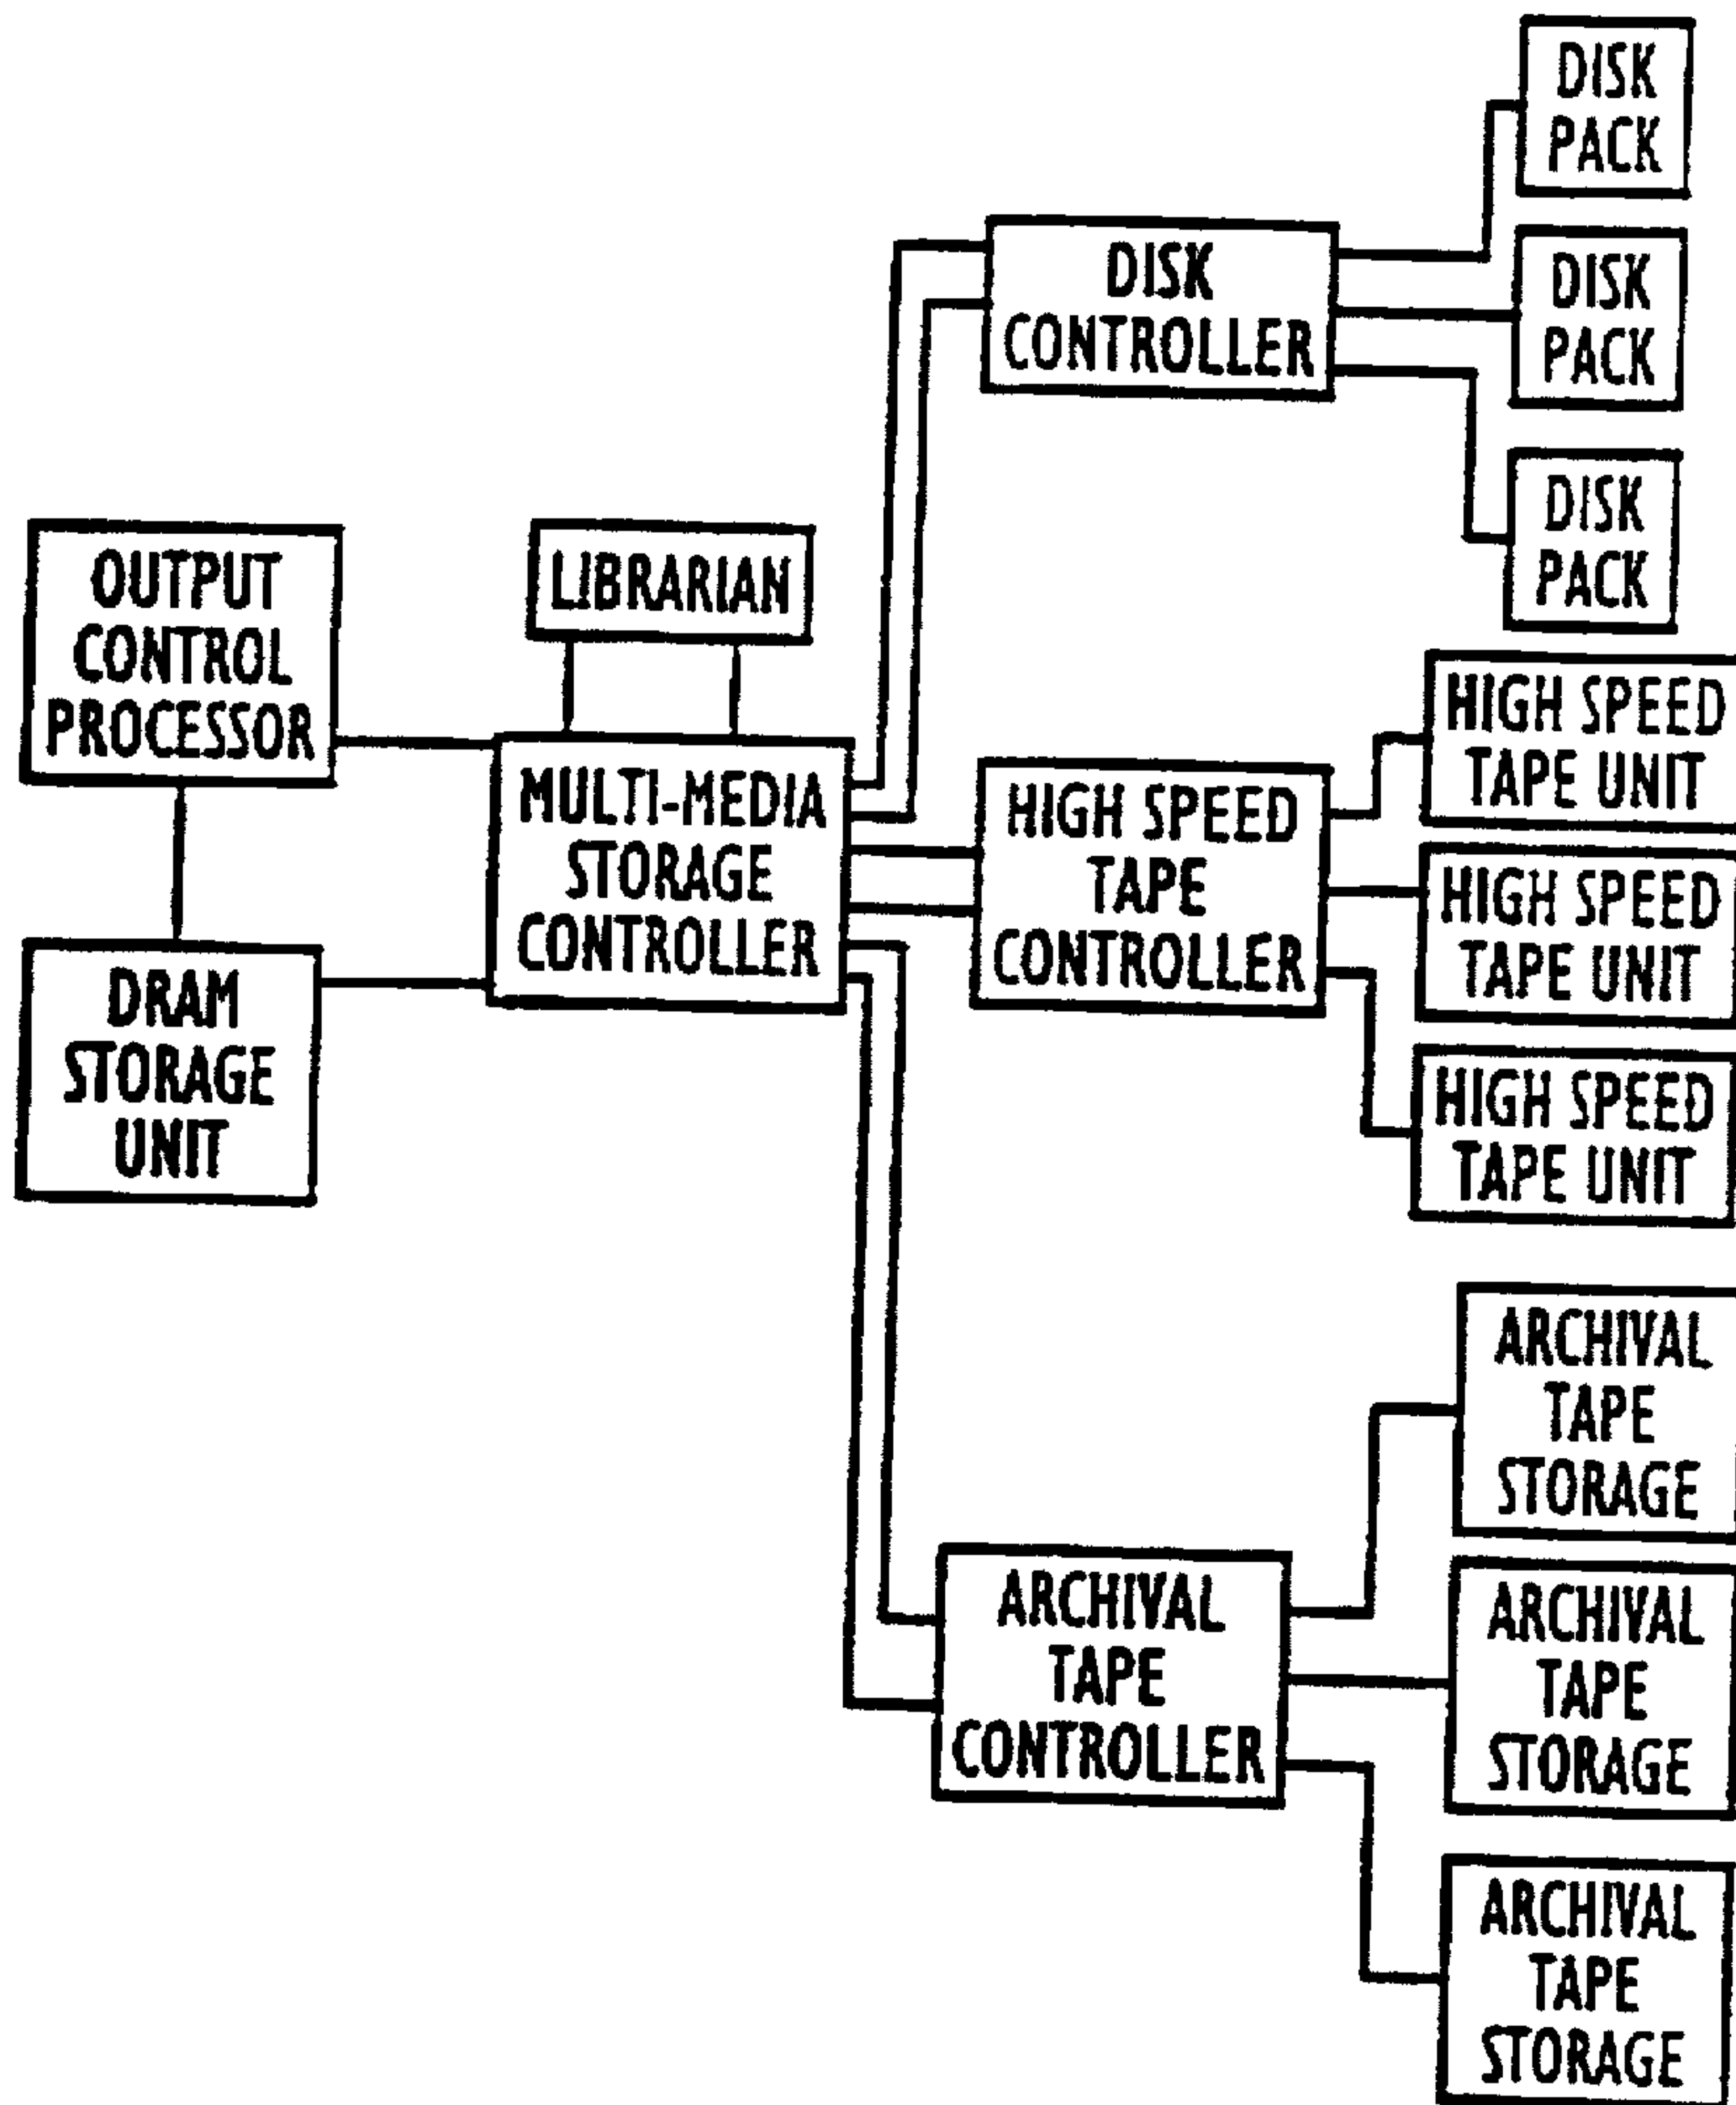 DISK
PACK
DISK
CONTROLLER
DISK
PACK
DISK
PACK
OUTPUT
CONTROL
PROCESSOR
LIBRARIAN
HIGH SPEED
TAPE UNIT
MULTI-MEDIA
STORAGE
CONTROLLER
HIGH SPEED
TAPE
CONTROLLER
HIGH SPEED
TAPE UNIT
DRAM
STORAGE
UNIT
HIGH SPEED
TAPE UNIT
ARCHIVAL
TAPE
STORAGE
ARCHIVAL
TAPE
CONTROLLER
ARCHIVAL
TAPE
STORAGE
ARCHIVAL
TAPE
STORAGE